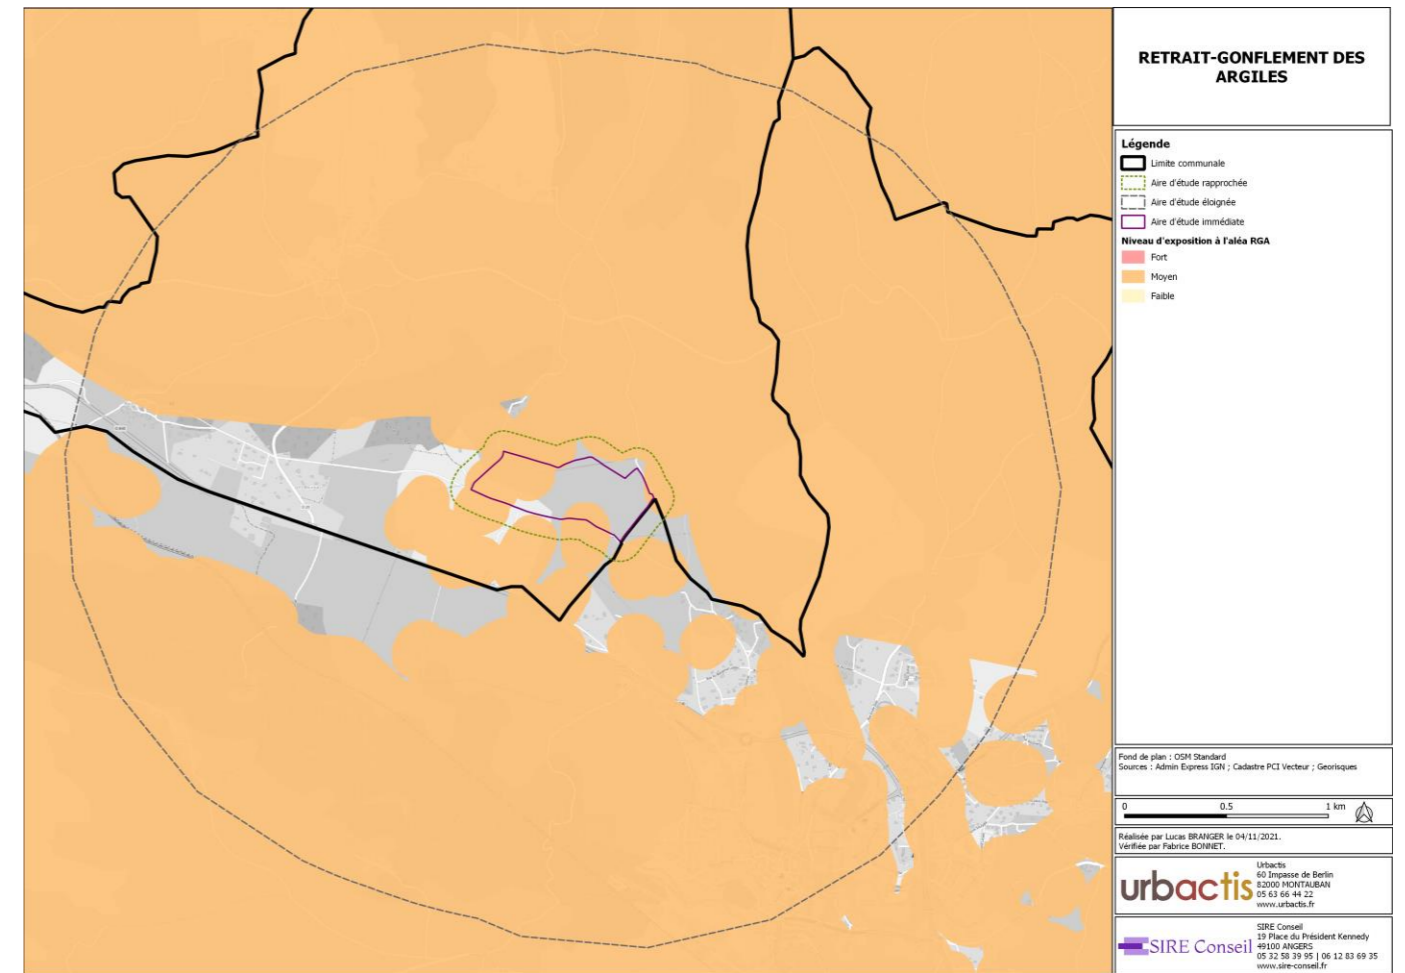 RETRAIT-GONFLEMENT DES
ARGILES
Légende
Limite communale
Aire d'étude rapprochée
Aire d'étude éloignée
Aire d'étude immédiate
Niveau d'exposition à l'aléa RGA
Fort
Moyen
Faible
Fond de plan : OSM Standard
Sources : Admin Express IGN ; Cadastre PCI Vecteur ; Georisques
0 0.5 1 km
Réalisée par Lucas BRANGER le 04/11/2021.
Vérifiée par Fabrice BONNET.
urbactis
Urbactis
60 Impasse de Berlin
82000 MONTAUBAN
05 63 66 44 22
www.urbactis.fr
SIRE Conseil
SIRE Conseil
19 Place du Président Kennedy
49100 ANGERS
05 32 58 39 95 | 06 12 83 69 35
www.sire-conseil.fr